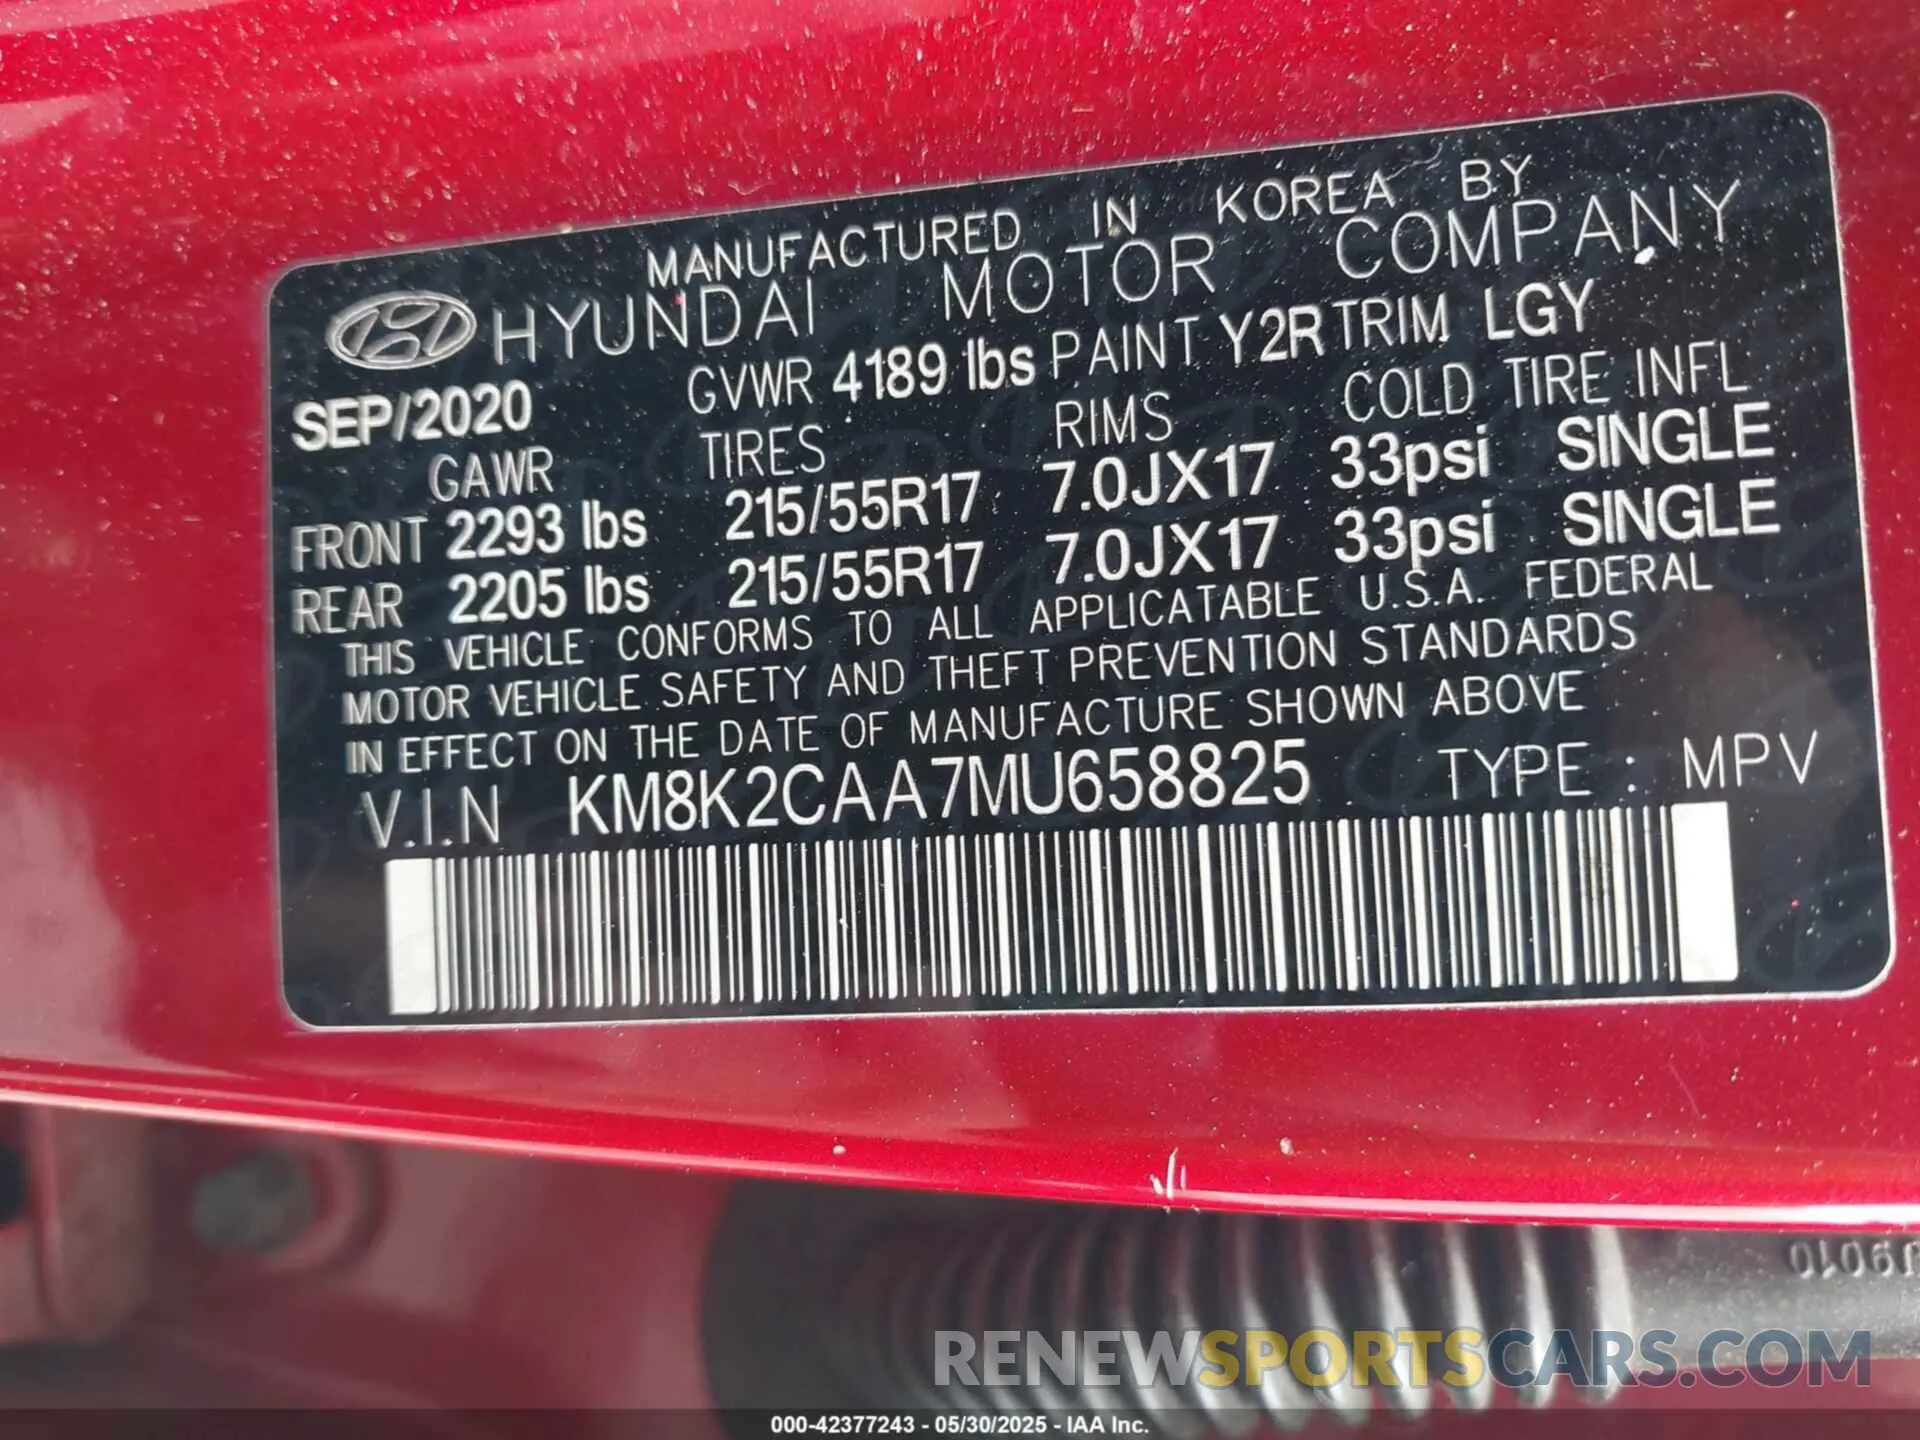 MANUFACTURED IN KOREA BY
HYUNDAI MOTOR COMPANY
SEP/2020 GVWR 4189 lbs PAINT Y2R TRIM LGY
GAWR TIRES RIMS COLD TIRE INFL
FRONT 2293 lbs 215/55R17 7.0JX17 33psi SINGLE
REAR 2205 lbs 215/55R17 7.0JX17 33psi SINGLE
THIS VEHICLE CONFORMS TO ALL APPLICATABLE U.S.A. FEDERAL
MOTOR VEHICLE SAFETY AND THEFT PREVENTION STANDARDS
IN EFFECT ON THE DATE OF MANUFACTURE SHOWN ABOVE
V.I.N KM8K2CAA7MU658825 TYPE : MPV
RENEWSPORTSCARS.COM
000-42377243 - 05/30/2025 - IAA Inc.